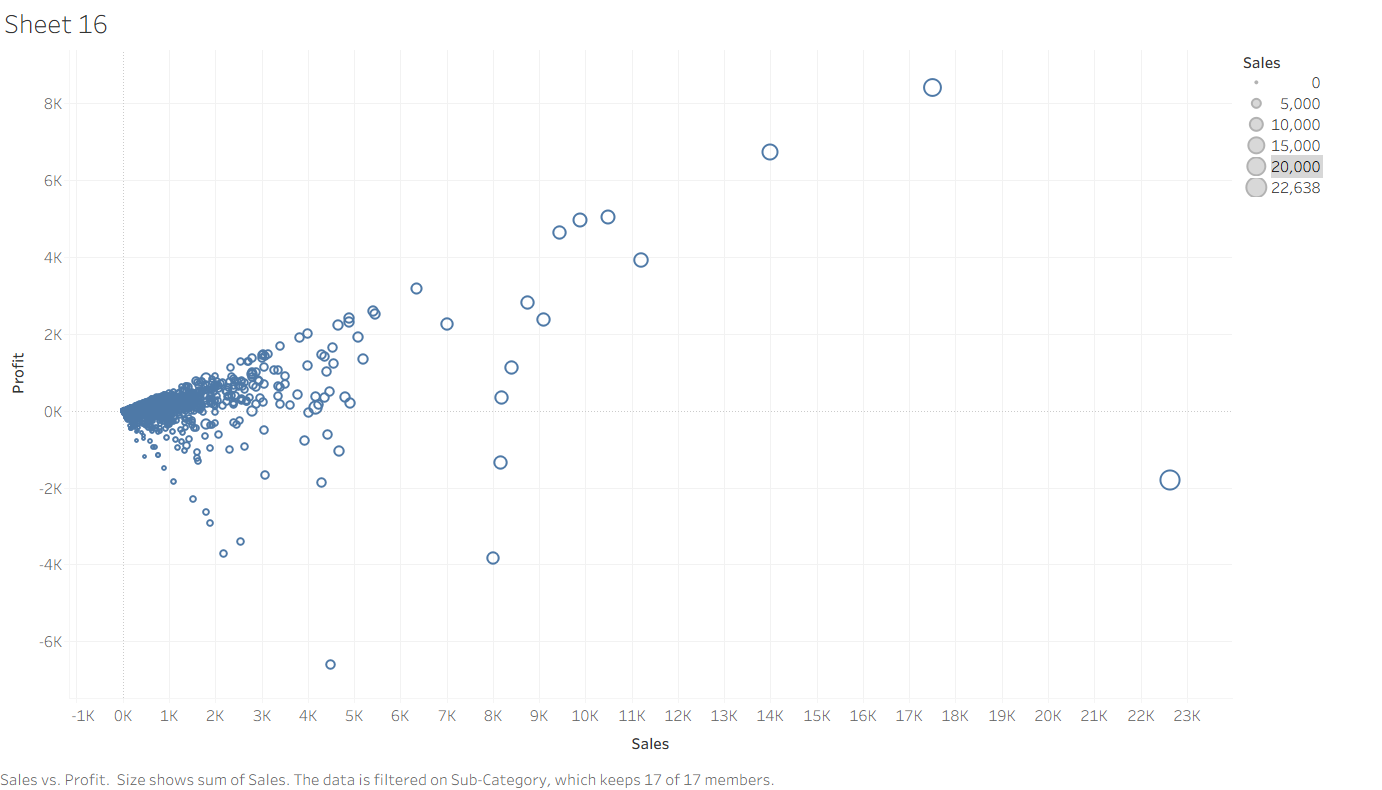 Sheet 16
Sales
0
5,000
10,000
15,000
20,000
22,638
Profit
8K
6K
4K
2K
0K
-2K
-4K
-6K
-1K 0K 1K 2K 3K 4K 5K 6K 7K 8K 9K 10K 11K 12K 13K 14K 15K 16K 17K 18K 19K 20K 21K 22K 23K
Sales
Sales vs. Profit.  Size shows sum of Sales. The data is filtered on Sub-Category, which keeps 17 of 17 members.